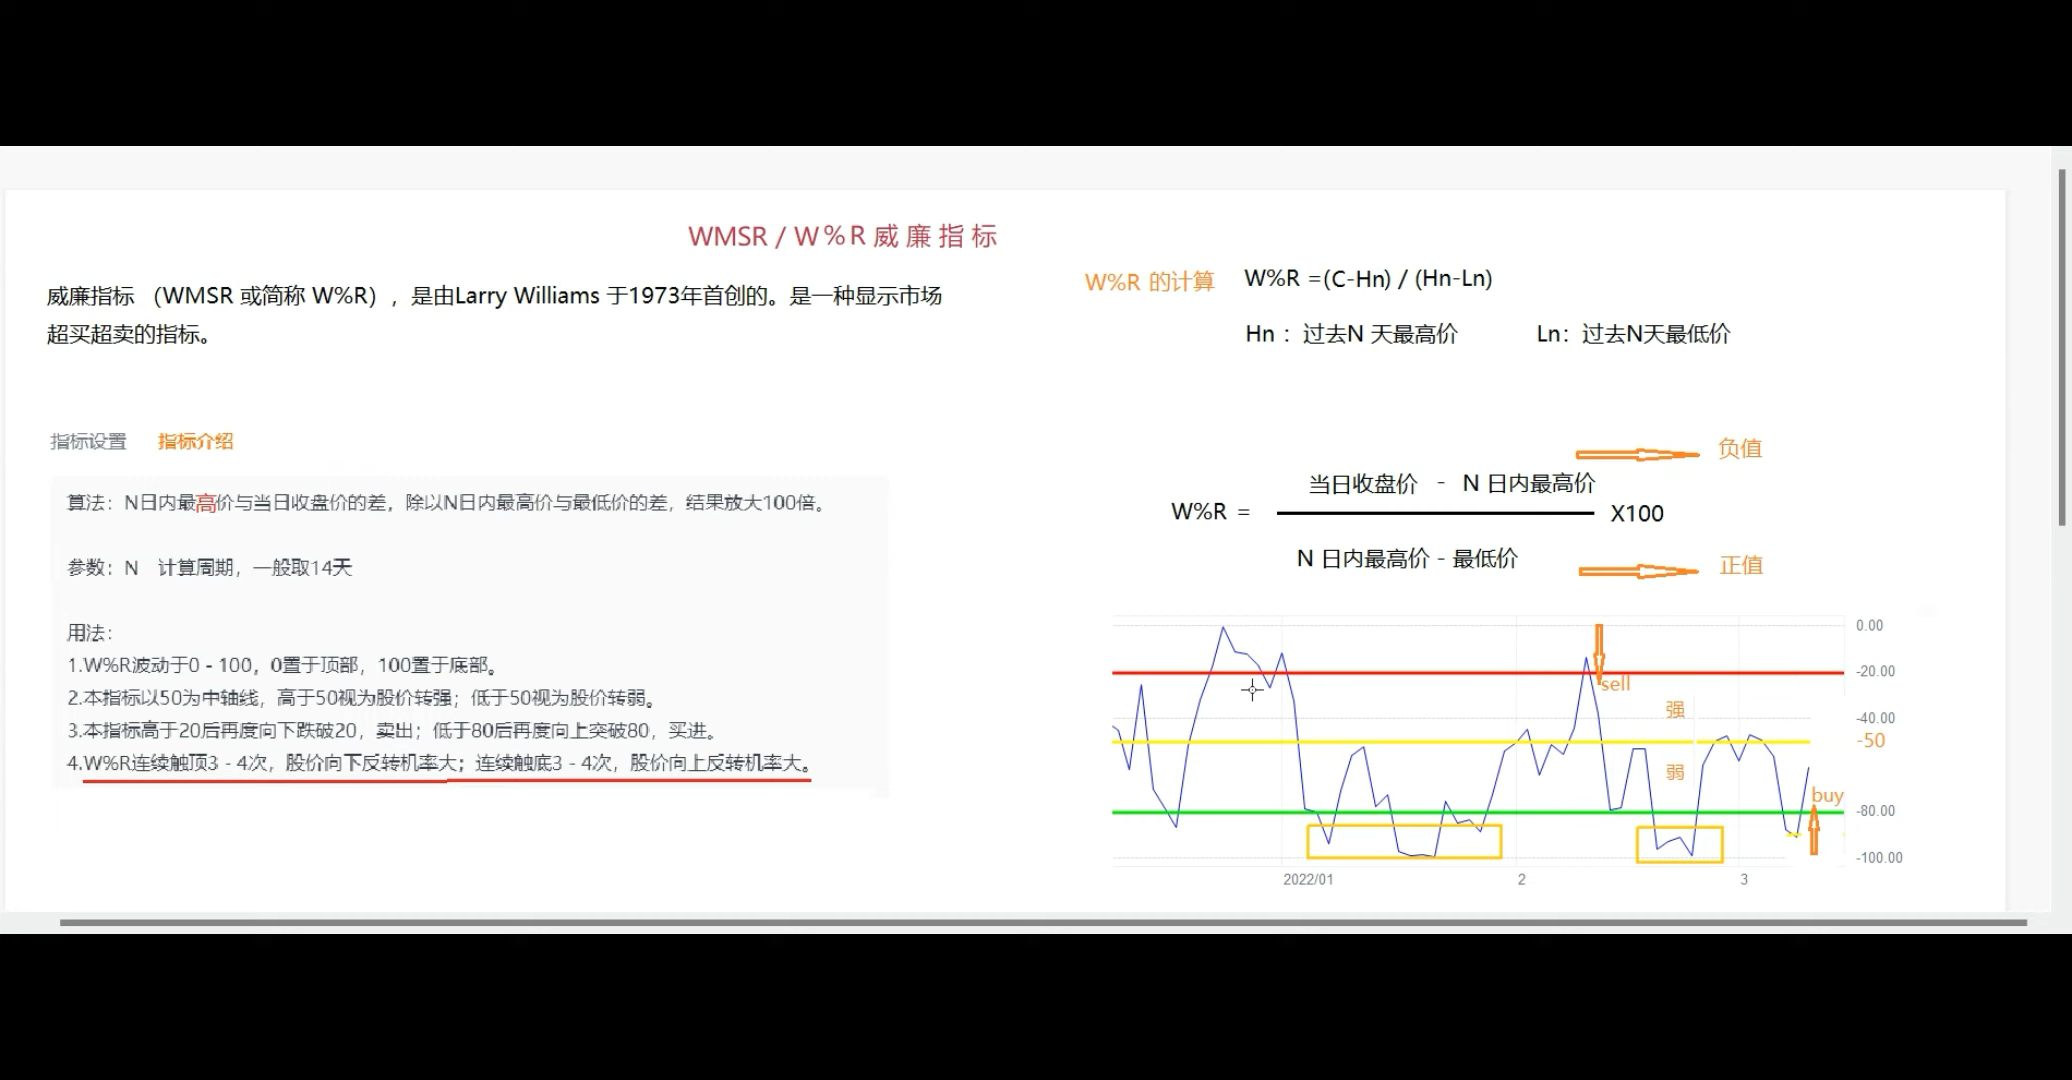 WMSR / W%R 威廉指标
威廉指标 （WMSR 或简称 W%R），是由Larry Williams 于1973年首创的。是一种显示市场
超买超卖的指标。
指标设置 指标介绍
算法：N日内最高价与当日收盘价的差，除以N日内最高价与最低价的差，结果放大100倍。
参数：N 计算周期，一般取14天
用法：
1.W%R波动于0 - 100，0置于顶部，100置于底部。
2.本指标以50为中轴线，高于50视为股价转强；低于50视为股价转弱。
3.本指标高于20后再度向下跌破20，卖出；低于80后再度向上突破80，买进。
4.W%R连续触顶3 - 4次，股价向下反转机率大；连续触底3 - 4次，股价向上反转机率大。
W%R 的计算 W%R =(C-Hn) / (Hn-Ln)
Hn： 过去N 天最高价 Ln：过去N天最低价
负值
当日收盘价 - N 日内最高价
W%R = X100
N 日内最高价 - 最低价
正值
0.00
-20.00
sell
强
-40.00
-50
弱
buy
-80.00
-100.00
2022/01 2 3